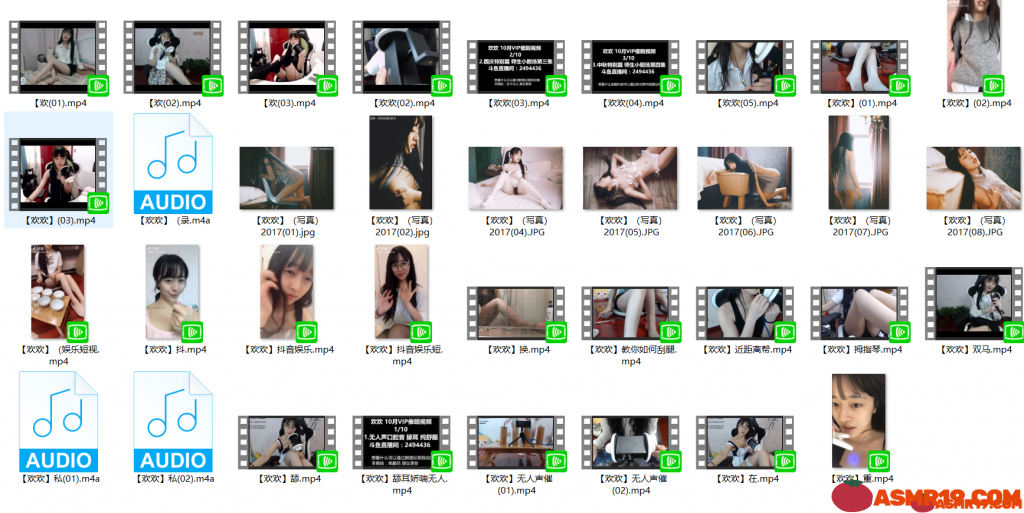 【欢(01).mp4
【欢(02).mp4
【欢(03).mp4
【欢欢(02).mp4
欢欢 10月VIP催眠视频
2/10
2.国庆特别篇 师生小剧场第三集
斗鱼直播间：2494436
【欢欢(03).mp4
欢欢 10月VIP催眠视频
3/10
3.中秋特别篇 师生小剧场第四集
斗鱼直播间：2494436
【欢欢(04).mp4
【欢欢(05).mp4
【欢欢】(01).mp4
【欢欢】(02).mp4
【欢欢】(03).mp4
AUDIO
【欢欢】（录.m4a
【欢欢】（写真）
2017(01).jpg
【欢欢】（写真）
2017(02).jpg
【欢欢】（写真）
2017(04).JPG
【欢欢】（写真）
2017(05).JPG
【欢欢】（写真）
2017(06).JPG
【欢欢】（写真）
2017(07).JPG
【欢欢】（写真）
2017(08).JPG
【欢欢】（娱乐短视.
mp4
【欢欢】抖.mp4
【欢欢】抖音娱乐.mp4
【欢欢】抖音娱乐短.
mp4
【欢欢】换.mp4
【欢欢】教你如何刮腿.
mp4
【欢欢】近距离帮.mp4
【欢欢】拇指琴.mp4
【欢欢】双马.mp4
AUDIO
【欢欢】私(01).m4a
AUDIO
【欢欢】私(02).m4a
【欢欢】舔.mp4
欢欢 10月VIP催眠视频
1/10
1.无人声口腔音 舔耳 纯舒服
斗鱼直播间：2494436
【欢欢】舔耳娇喘无人.
mp4
【欢欢】无人声催
(01).mp4
【欢欢】无人声催
(02).mp4
【欢欢】在.mp4
【欢欢】重.mp4
ASMR19.COM
ASMR19.COM